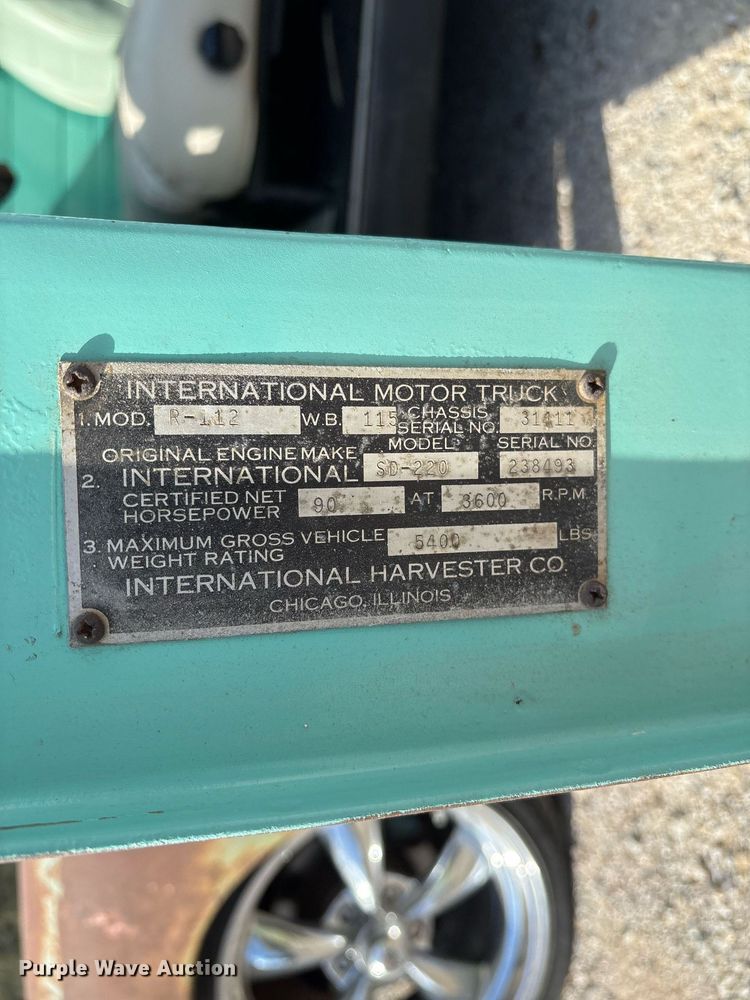 INTERNATIONAL MOTOR TRUCK
1. MOD. R-112 W.B. 115 CHASSIS SERIAL NO. 31411
ORIGINAL ENGINE MAKE MODEL SERIAL NO.
2. INTERNATIONAL SD-220 238493
CERTIFIED NET HORSEPOWER 90 AT 3600 R.P.M.
3. MAXIMUM GROSS VEHICLE WEIGHT RATING 5400 LBS.
INTERNATIONAL HARVESTER CO.
CHICAGO, ILLINOIS
Purple Wave Auction